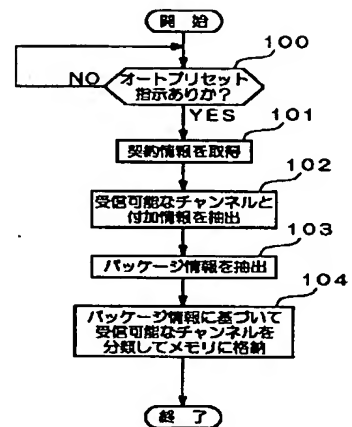 開始
100
オートプリセット
指示ありか?
NO
YES
101
契約情報を取得
102
受信可能なチャンネルと
付加情報を抽出
103
パッケージ情報を抽出
104
パッケージ情報に基づいて
受信可能なチャンネルを
分類してメモリに格納
終了